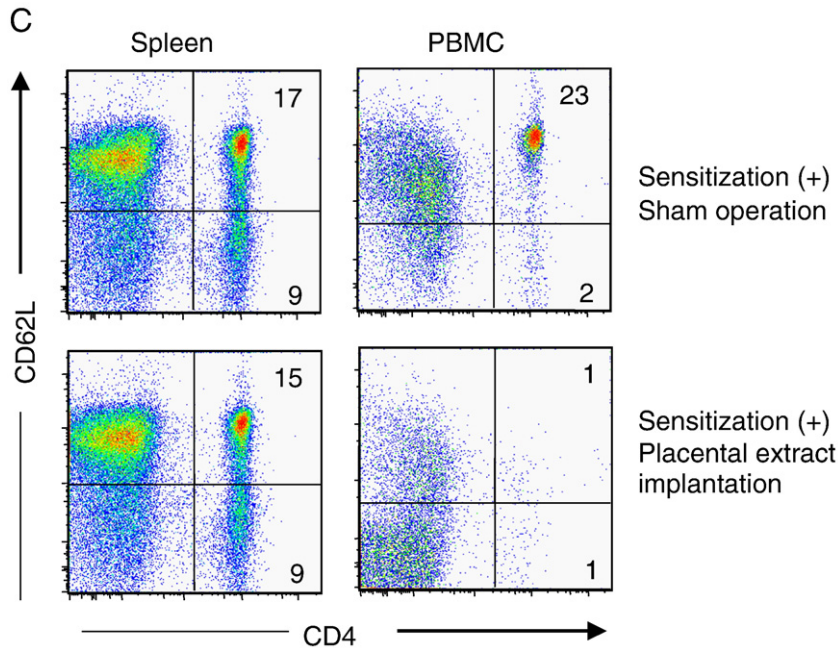 C
Spleen
PBMC
17
23
9
2
Sensitization (+)
Sham operation
15
1
9
1
Sensitization (+)
Placental extract
implantation
CD62L
CD4